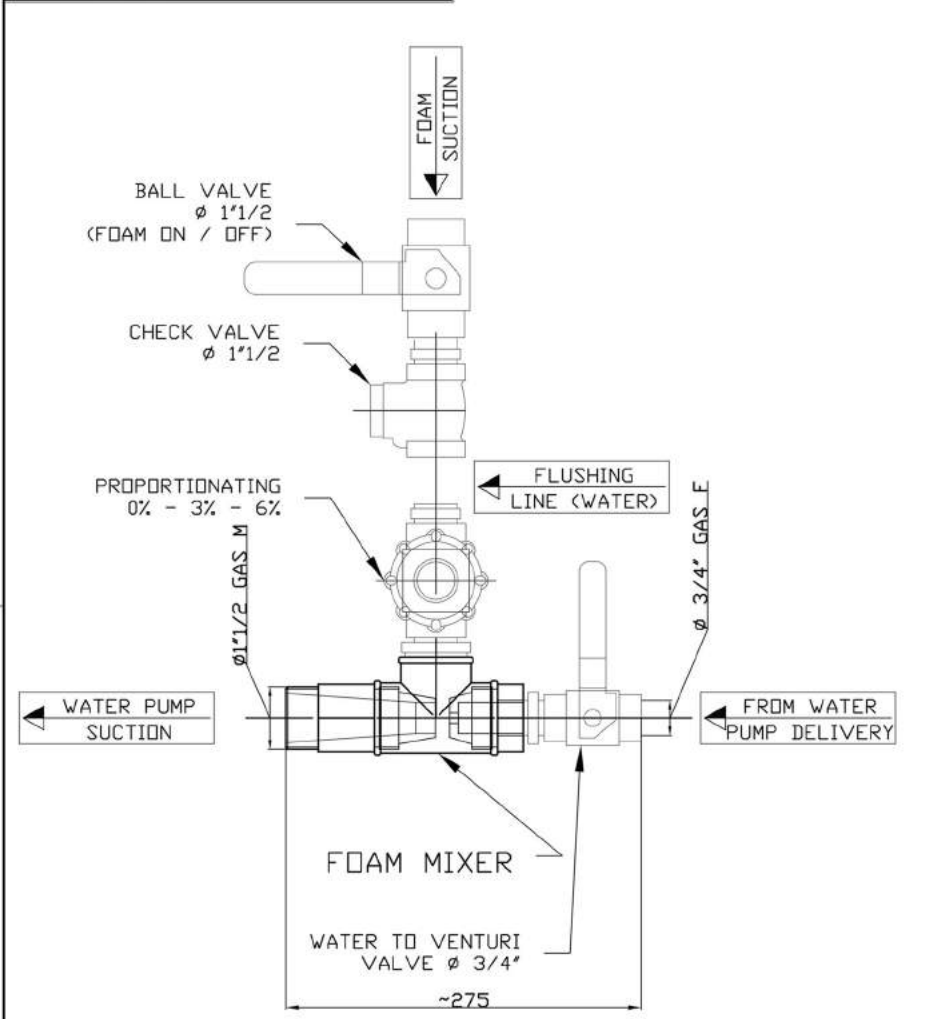 FOAM
SUCTION
BALL VALVE
ø 1"1/2
(FOAM ON / OFF)
CHECK VALVE
ø 1"1/2
FLUSHING
LINE (WATER)
PROPORTIONATING
0% - 3% - 6%
ø1"1/2 GAS M
ø 3/4" GAS F
WATER PUMP
SUCTION
FROM WATER
PUMP DELIVERY
FOAM MIXER
WATER TO VENTURI
VALVE ø 3/4"
~275